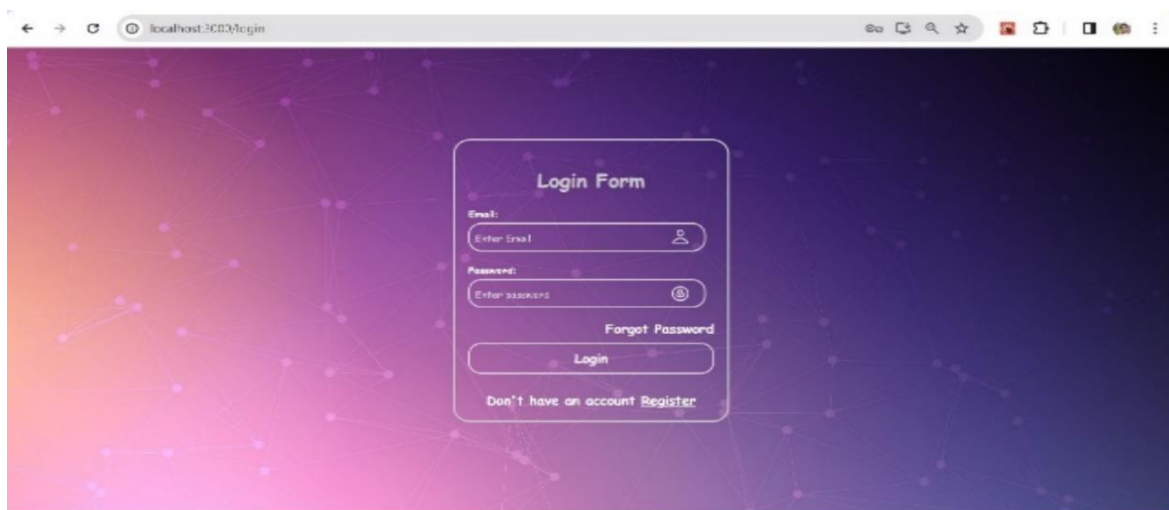 localhost:3000/login
Login Form
Email:
Enter Email
Password:
Enter password
Forgot Password
Login
Don't have an account Register